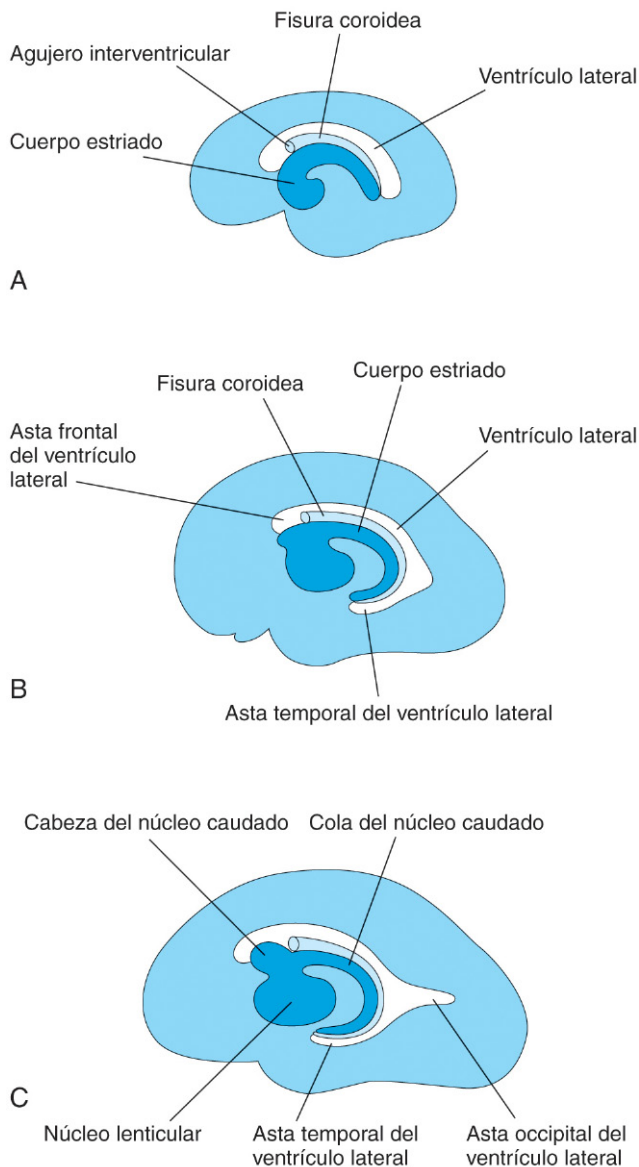 Fisura coroidea
Agujero interventricular
Ventrículo lateral
Cuerpo estriado
A
Cuerpo estriado
Fisura coroidea
Asta frontal
del ventrículo
lateral
Ventrículo lateral
B
Asta temporal del ventrículo lateral
Cabeza del núcleo caudado
Cola del núcleo caudado
C
Núcleo lenticular
Asta temporal del
ventrículo lateral
Asta occipital del
ventrículo lateral